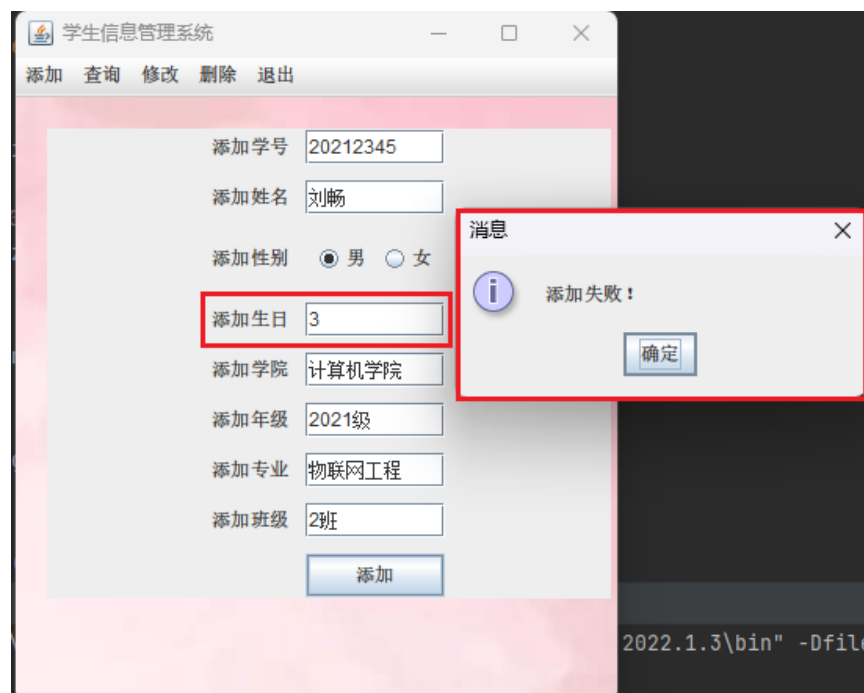 学生信息管理系统
添加 查询 修改 删除 退出
添加学号 20212345
添加姓名 刘畅
添加性别 男 女
消息
添加失败！
确定
添加生日 3
添加学院 计算机学院
添加年级 2021级
添加专业 物联网工程
添加班级 2班
添加
2022.1.3\bin" -Dfile